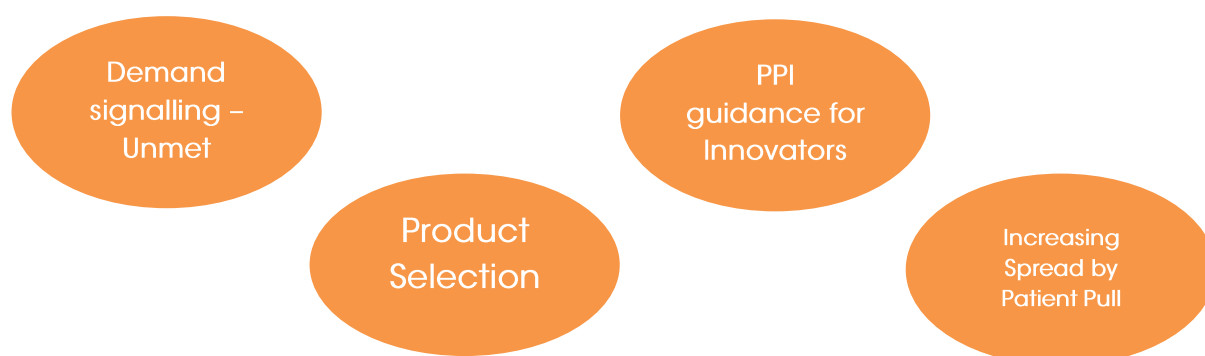 Demand
signalling –
Unmet
Product
Selection
PPI
guidance for
Innovators
Increasing
Spread by
Patient Pull